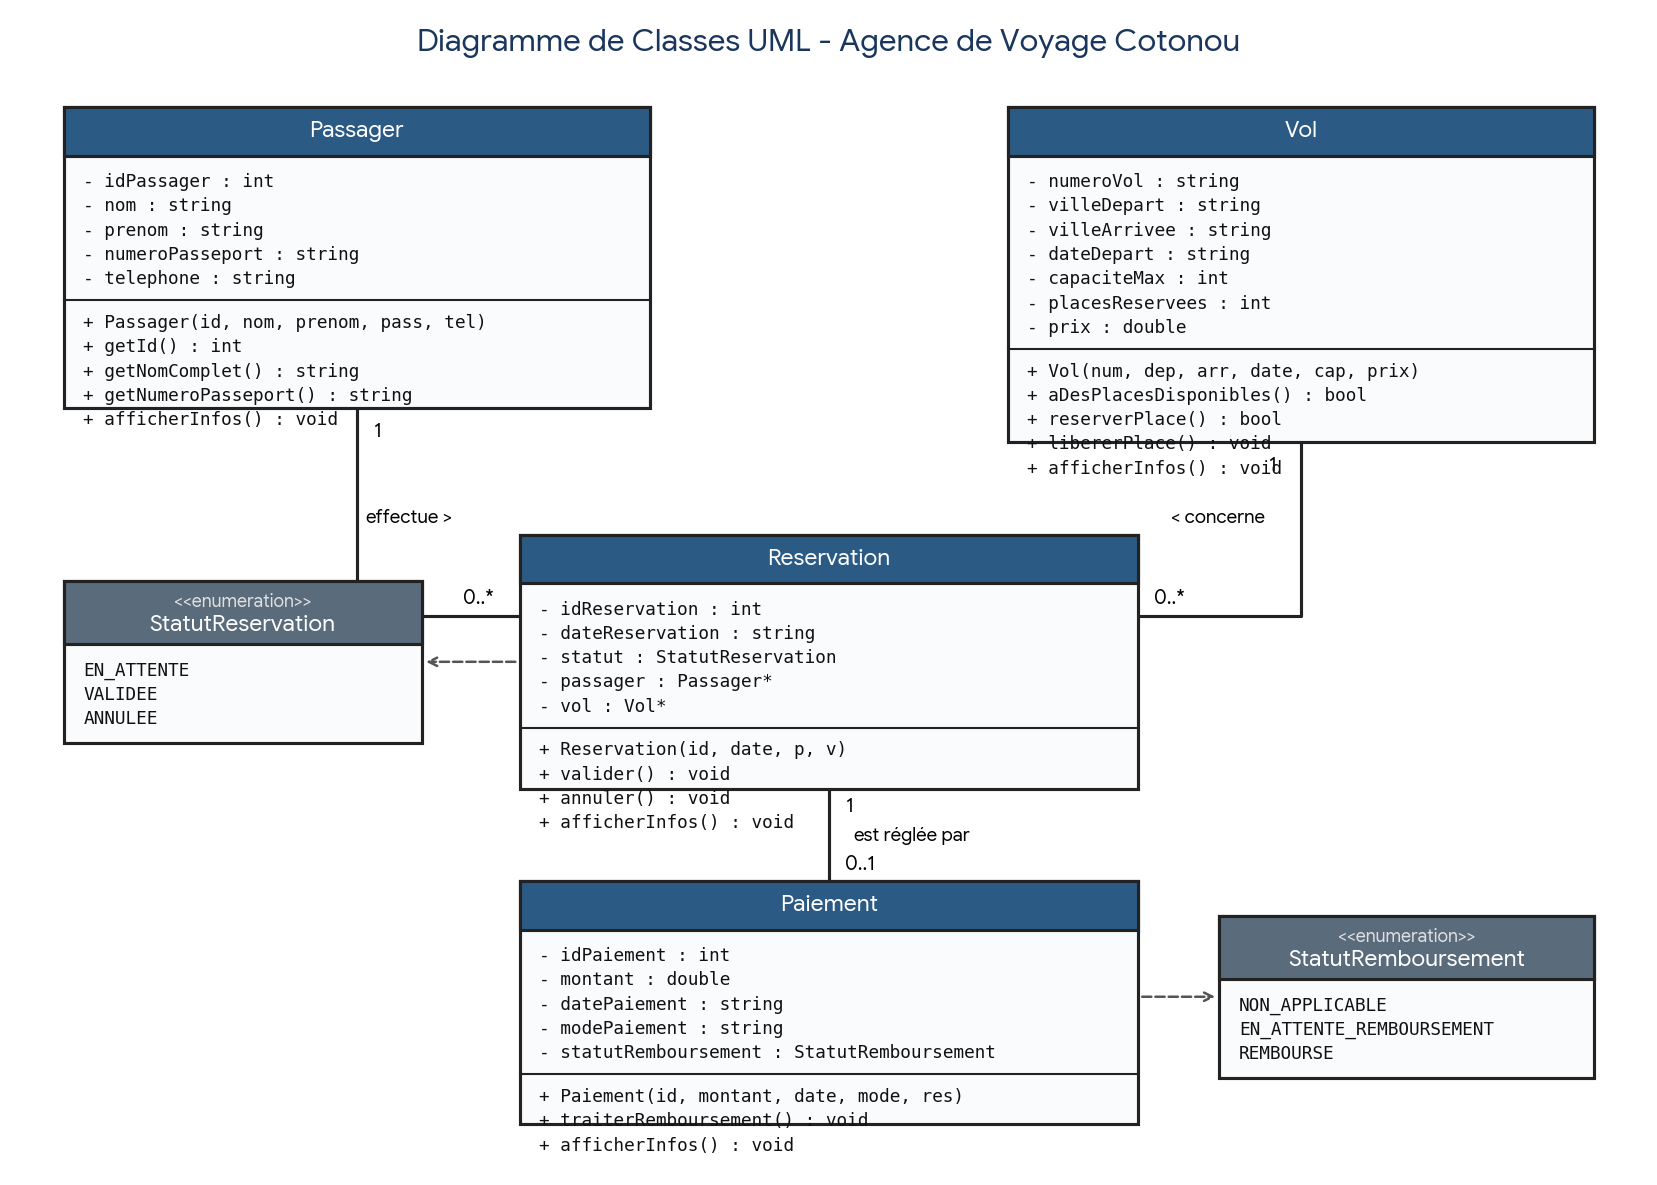 Diagramme de Classes UML - Agence de Voyage Cotonou
Passager
- idPassager : int
- nom : string
- prenom : string
- numeroPasseport : string
- telephone : string
+ Passager(id, nom, prenom, pass, tel)
+ getId() : int
+ getNomComplet() : string
+ getNumeroPasseport() : string
+ afficherInfos() : void
1
effectue >
0..*
Vol
- numeroVol : string
- villeDepart : string
- villeArrivee : string
- dateDepart : string
- capaciteMax : int
- placesReservees : int
- prix : double
+ Vol(num, dep, arr, date, cap, prix)
+ aDesPlacesDisponibles() : bool
+ reserverPlace() : bool
+ libererPlace() : void
+ afficherInfos() : void
1
< concerne
0..*
<<enumeration>>
StatutReservation
EN_ATTENTE
VALIDEE
ANNULEE
Reservation
- idReservation : int
- dateReservation : string
- statut : StatutReservation
- passager : Passager*
- vol : Vol*
+ Reservation(id, date, p, v)
+ valider() : void
+ annuler() : void
+ afficherInfos() : void
1
est réglée par
0..1
Paiement
- idPaiement : int
- montant : double
- datePaiement : string
- modePaiement : string
- statutRemboursement : StatutRemboursement
+ Paiement(id, montant, date, mode, res)
+ traiterRemboursement() : void
+ afficherInfos() : void
<<enumeration>>
StatutRemboursement
NON_APPLICABLE
EN_ATTENTE_REMBOURSEMENT
REMBOURSE